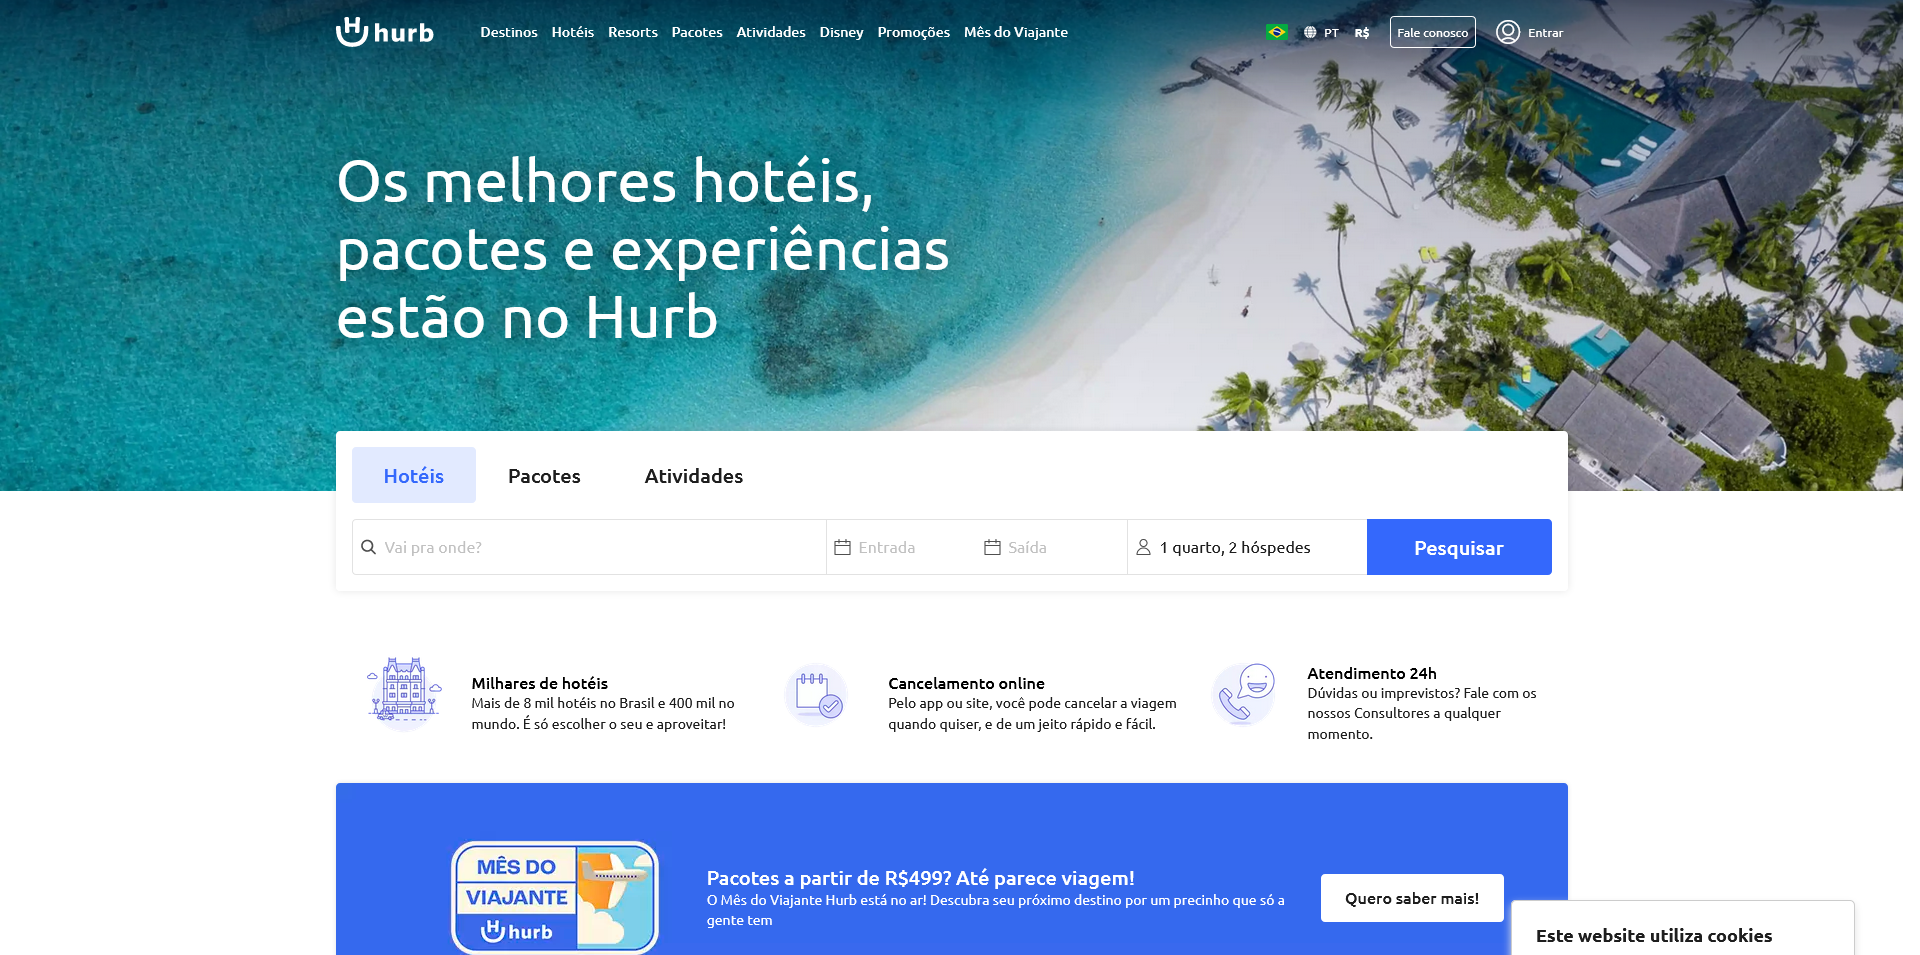 hurb
Destinos Hotéis Resorts Pacotes Atividades Disney Promoções Mês do Viajante
PT R$ Fale conosco Entrar
Os melhores hotéis,
pacotes e experiências
estão no Hurb
Hotéis Pacotes Atividades
Vai pra onde? Entrada Saída 1 quarto, 2 hóspedes Pesquisar
Milhares de hotéis
Mais de 8 mil hotéis no Brasil e 400 mil no
mundo. É só escolher o seu e aproveitar!
Cancelamento online
Pelo app ou site, você pode cancelar a viagem
quando quiser, e de um jeito rápido e fácil.
Atendimento 24h
Dúvidas ou imprevistos? Fale com os
nossos Consultores a qualquer
momento.
MÊS DO
VIAJANTE
hurb
Pacotes a partir de R$499? Até parece viagem!
O Mês do Viajante Hurb está no ar! Descubra seu próximo destino por um precinho que só a
gente tem
Quero saber mais!
Este website utiliza cookies